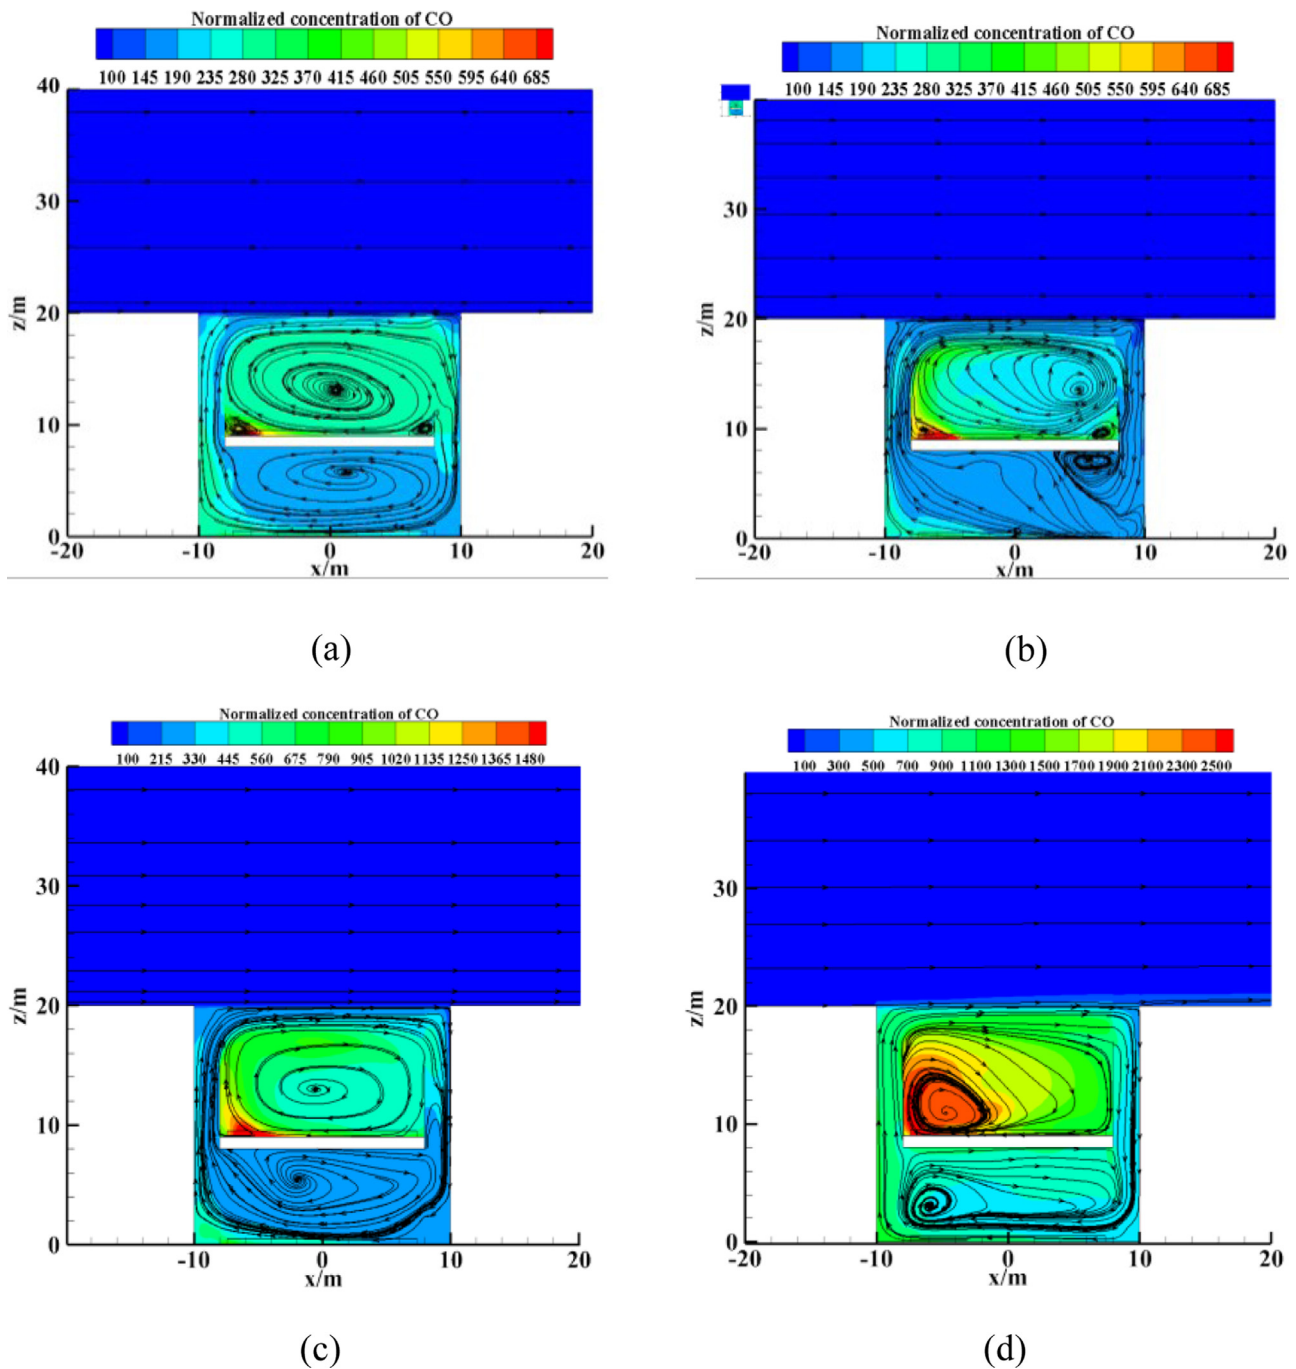 Normalized concentration of CO
100 145 190 235 280 325 370 415 460 505 550 595 640 685
40
30
20
10
0
z/m
-20 -10 0 10 20
x/m
(a)
Normalized concentration of CO
100 145 190 235 280 325 370 415 460 505 550 595 640 685
30
20
10
0
z/m
-20 -10 0 10 20
x/m
(b)
Normalized concentration of CO
100 215 330 445 560 675 790 905 1020 1135 1250 1365 1480
40
30
20
10
0
z/m
-10 0 10 20
x/m
(c)
Normalized concentration of CO
100 300 500 700 900 1100 1300 1500 1700 1900 2100 2300 2500
30
20
10
0
z/m
-20 -10 0 10 20
x/m
(d)